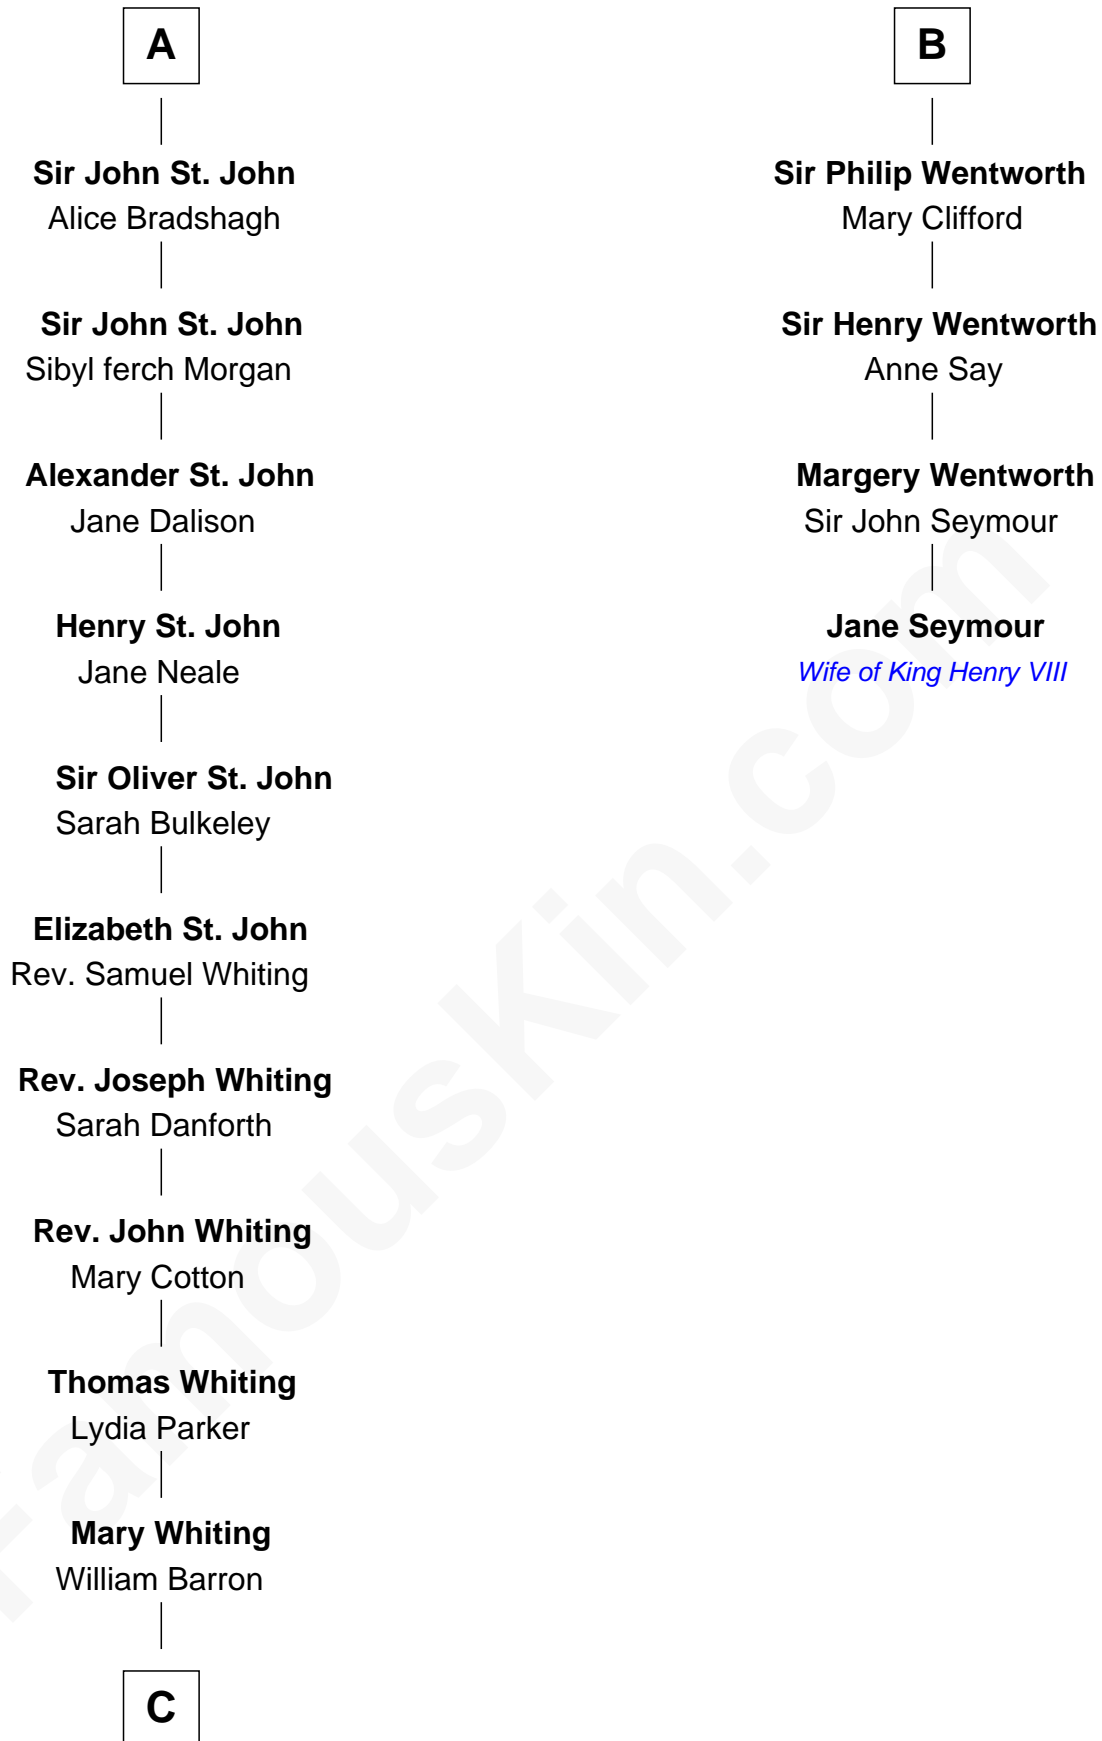 A
Sir John St. John
Alice Bradshagh
Sir John St. John
Sibyl ferch Morgan
Alexander St. John
Jane Dalison
Henry St. John
Jane Neale
Sir Oliver St. John
Sarah Bulkeley
Elizabeth St. John
Rev. Samuel Whiting
Rev. Joseph Whiting
Sarah Danforth
Rev. John Whiting
Mary Cotton
Thomas Whiting
Lydia Parker
Mary Whiting
William Barron
C
B
Sir Philip Wentworth
Mary Clifford
Sir Henry Wentworth
Anne Say
Margery Wentworth
Sir John Seymour
Jane Seymour
Wife of King Henry VIII
FamousKin.com